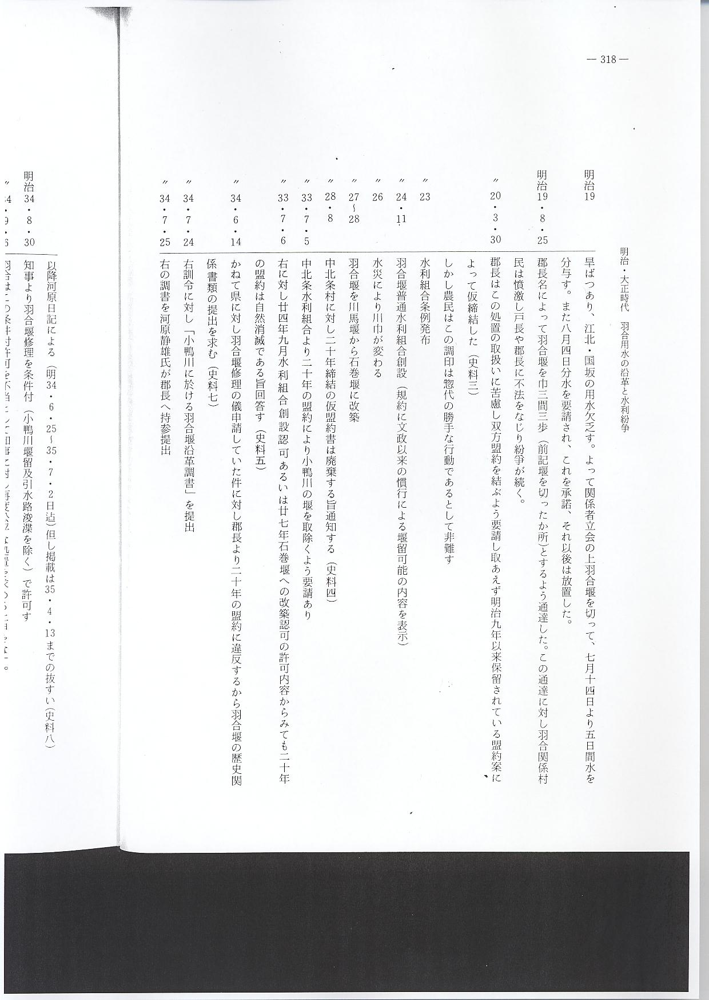 ― 318 ―
明治・大正時代 羽合用水の沿革と水利紛争
明治19 旱ばつあり、江北・国坂の用水欠乏す。よって関係者立会の上羽合堰を切って、七月十四日より五日間水を
分与す。また八月四日分水を要請され、これを承諾、それ以後は放置した。
明治19・8・25 郡長名によって羽合堰を巾三間三歩(前記堰を切ったか所)とするよう通達した。この通達に対し羽合関係村
民は憤激し戸長や郡長に不法をなじり紛爭が続く。
〃20・3・30 郡長はこの処置の取扱いに苦慮し双方盟約を結ぶよう要請し取あえず明治九年以来保留されている盟約案に
よって仮締結した(史料三)
しかし農民はこの調印は惣代の勝手な行動であるとして非難す
〃23 水利組合条例発布
〃24・11 羽合堰普通水利組合創設(規約に文政以来の慣行による堰留可能の内容を表示)
〃26 水災により川巾が変わる
〃27〜28 羽合堰を川馬堰から石巻堰に改築
〃28・8 中北条村に対し二十年締結の仮盟約書は廃棄する旨通知する(史料四)
〃33・7・5 中北条水利組合より二十年の盟約により小鴨川の堰を取除くよう要請あり
〃33・7・6 右に対し廿四年九月水利組合創設認可あるいは廿七年石巻堰への改築認可の許可内容からみても二十年
の盟約は自然消滅である旨回答す(史料五)
〃34・6・14 かねて県に対し羽合堰修理の儀申請していた件に対し郡長より二十年の盟約に違反するから羽合堰の歴史関
係書類の提出を求む(史料七)
〃34・7・24 右訓令に対し「小鴨川に於ける羽合堰沿革調書」を提出
〃34・7・25 右の調書を河原静雄氏が郡長へ持参提出
以降河原日記による(明34・6・25〜35・7・2日迠)但し掲載は35・4・13までの抜すい(史料八)
明治34・8・30 知事より羽合堰修理を条件付(小鴨川堰留及引水路浚渫を除く)で許可す